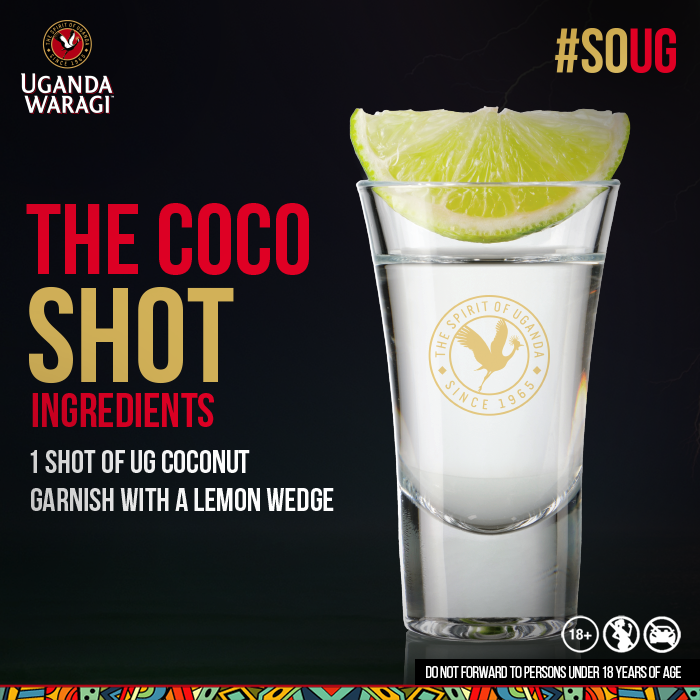 THE SPIRIT OF UGANDA
SINCE 1965
UGANDA
WARAGI
#SOUG
THE COCO
SHOT
INGREDIENTS
1 SHOT OF UG COCONUT
GARNISH WITH A LEMON WEDGE
THE SPIRIT OF UGANDA
SINCE 1965
18+
DO NOT FORWARD TO PERSONS UNDER 18 YEARS OF AGE